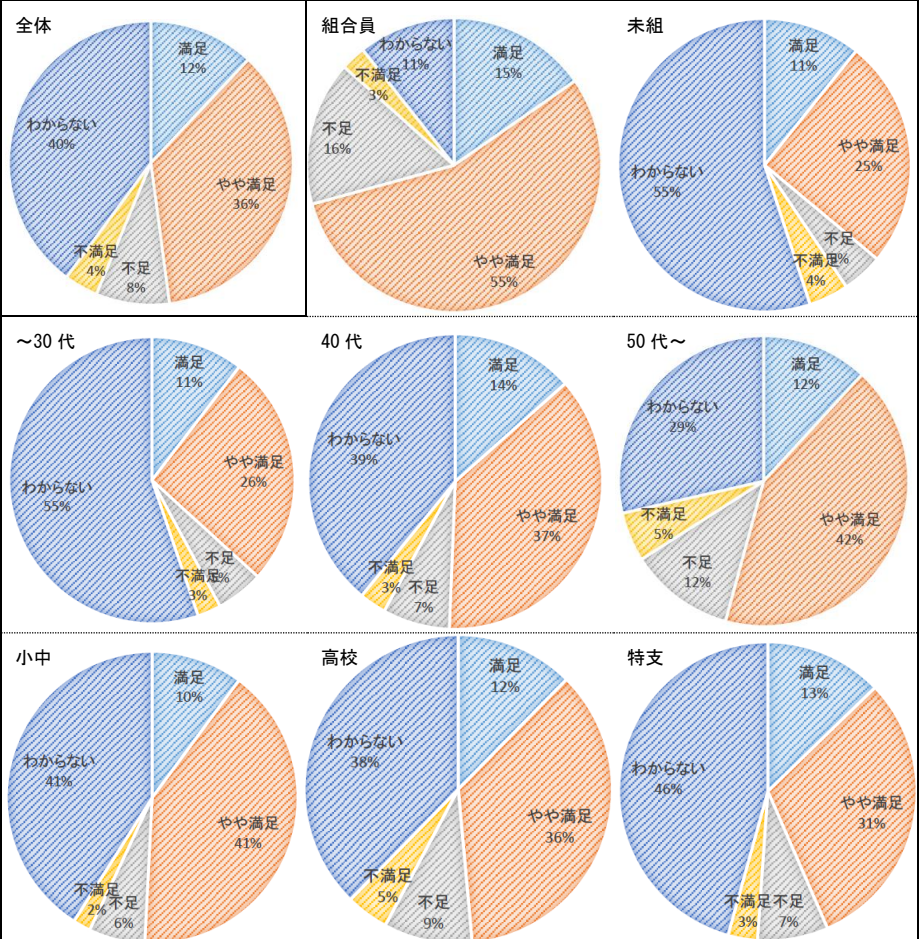 全体
満足
12%
やや満足
36%
不足
8%
不満足
4%
わからない
40%
組合員
満足
15%
やや満足
55%
不足
16%
不満足
3%
わからない
11%
未組
満足
11%
やや満足
25%
不足
不満足
4%
わからない
55%
～30 代
満足
11%
やや満足
26%
不足
不満足
3%
わからない
55%
40 代
満足
14%
やや満足
37%
不足
7%
不満足
3%
わからない
39%
50 代～
満足
12%
やや満足
42%
不足
12%
不満足
5%
わからない
29%
小中
満足
10%
やや満足
41%
不足
6%
不満足
2%
わからない
41%
高校
満足
12%
やや満足
36%
不足
9%
不満足
5%
わからない
38%
特支
満足
13%
やや満足
31%
不足
7%
不満足
3%
わからない
46%